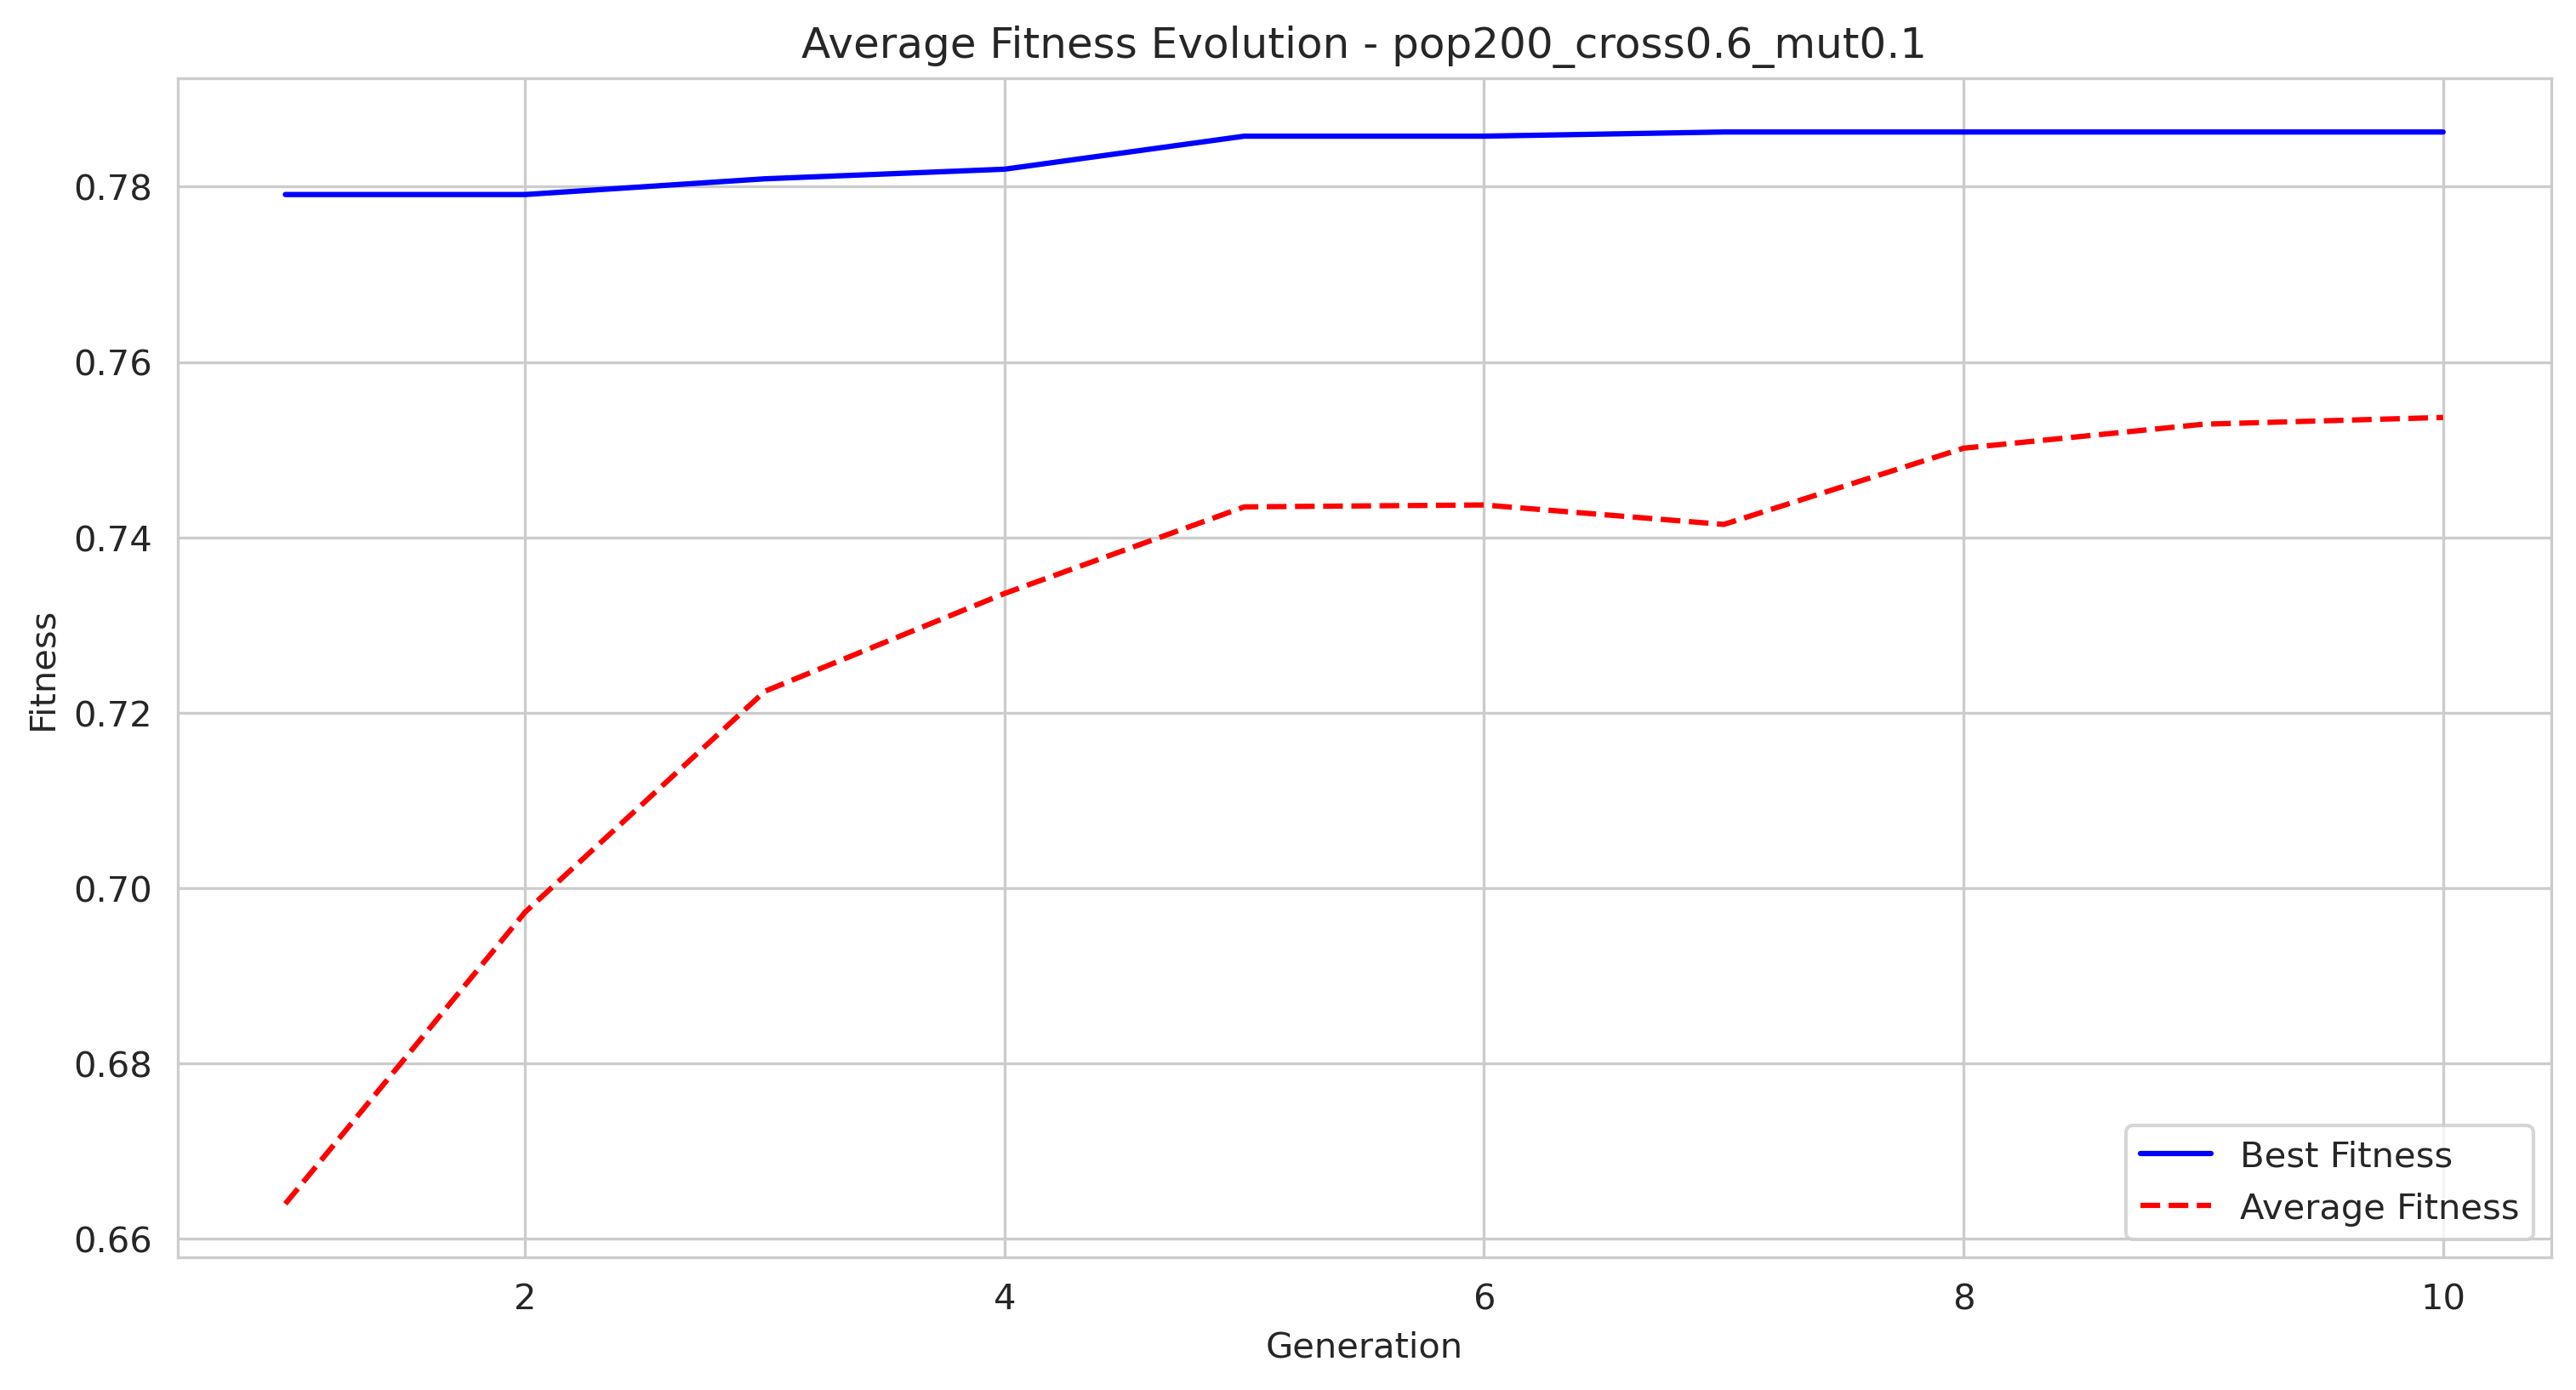 Average Fitness Evolution - pop200_cross0.6_mut0.1
0.78
0.76
0.74
0.72
0.70
0.68
0.66
Fitness
Best Fitness
Average Fitness
2 4 6 8 10
Generation